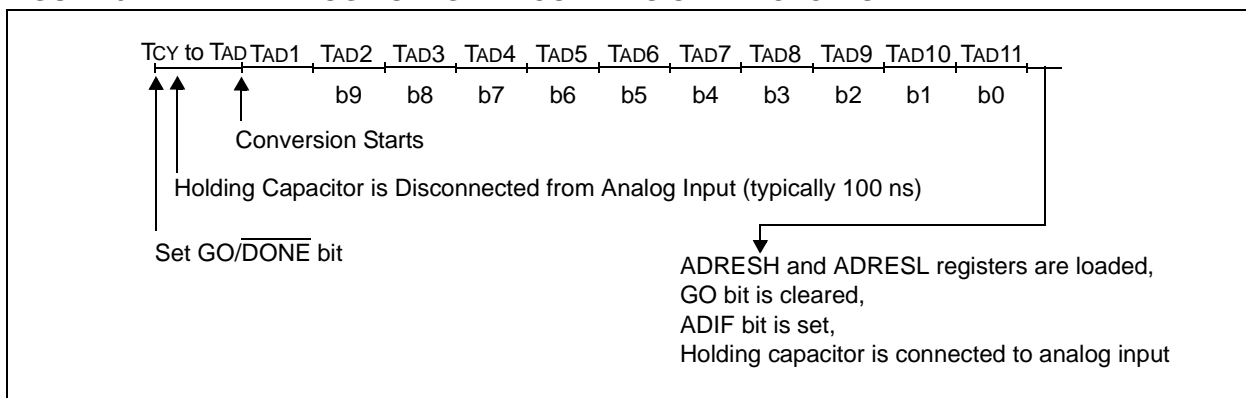 TCY to TAD TAD1 TAD2 TAD3 TAD4 TAD5 TAD6 TAD7 TAD8 TAD9 TAD10 TAD11
b9 b8 b7 b6 b5 b4 b3 b2 b1 b0
Conversion Starts
Holding Capacitor is Disconnected from Analog Input (typically 100 ns)
Set GO/DONE bit
ADRESH and ADRESL registers are loaded,
GO bit is cleared,
ADIF bit is set,
Holding capacitor is connected to analog input